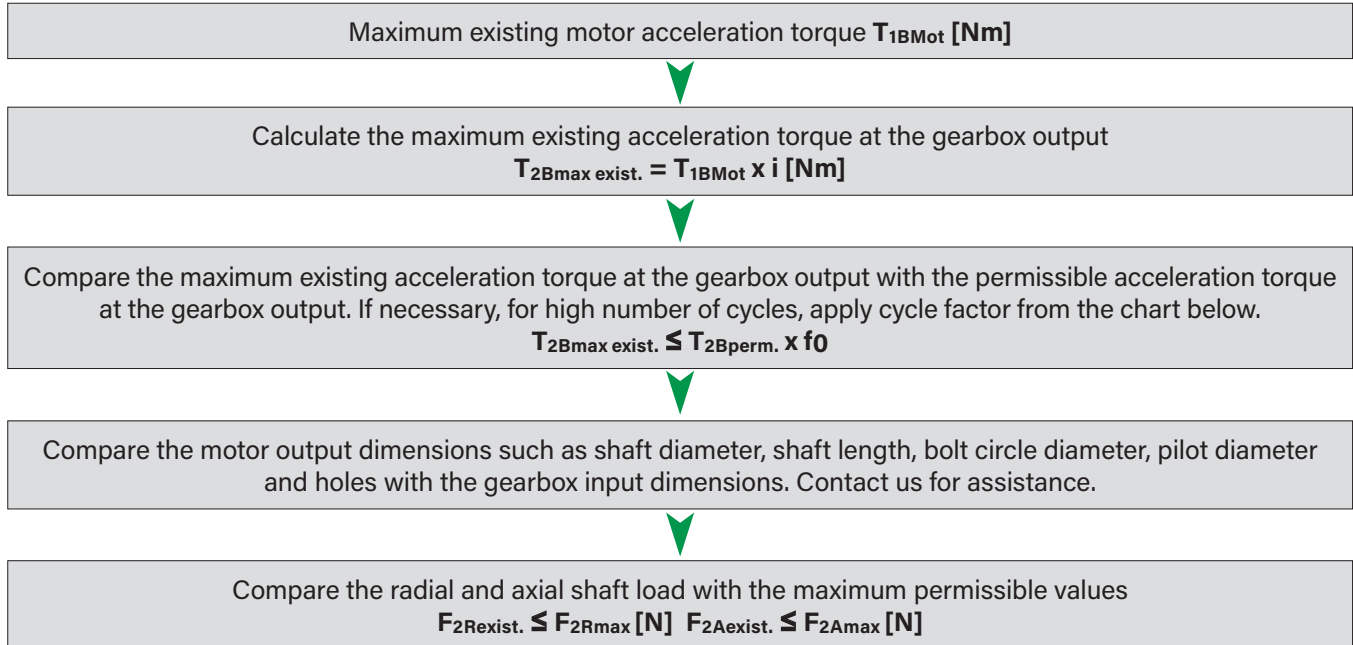 Maximum existing motor acceleration torque T1BMot [Nm]
Calculate the maximum existing acceleration torque at the gearbox output
T2Bmax exist. = T1BMot x i [Nm]
Compare the maximum existing acceleration torque at the gearbox output with the permissible acceleration torque
at the gearbox output. If necessary, for high number of cycles, apply cycle factor from the chart below.
T2Bmax exist. ≤ T2Bperm. x f0
Compare the motor output dimensions such as shaft diameter, shaft length, bolt circle diameter, pilot diameter
and holes with the gearbox input dimensions. Contact us for assistance.
Compare the radial and axial shaft load with the maximum permissible values
F2Rexist. ≤ F2Rmax [N] F2Aexist. ≤ F2Amax [N]